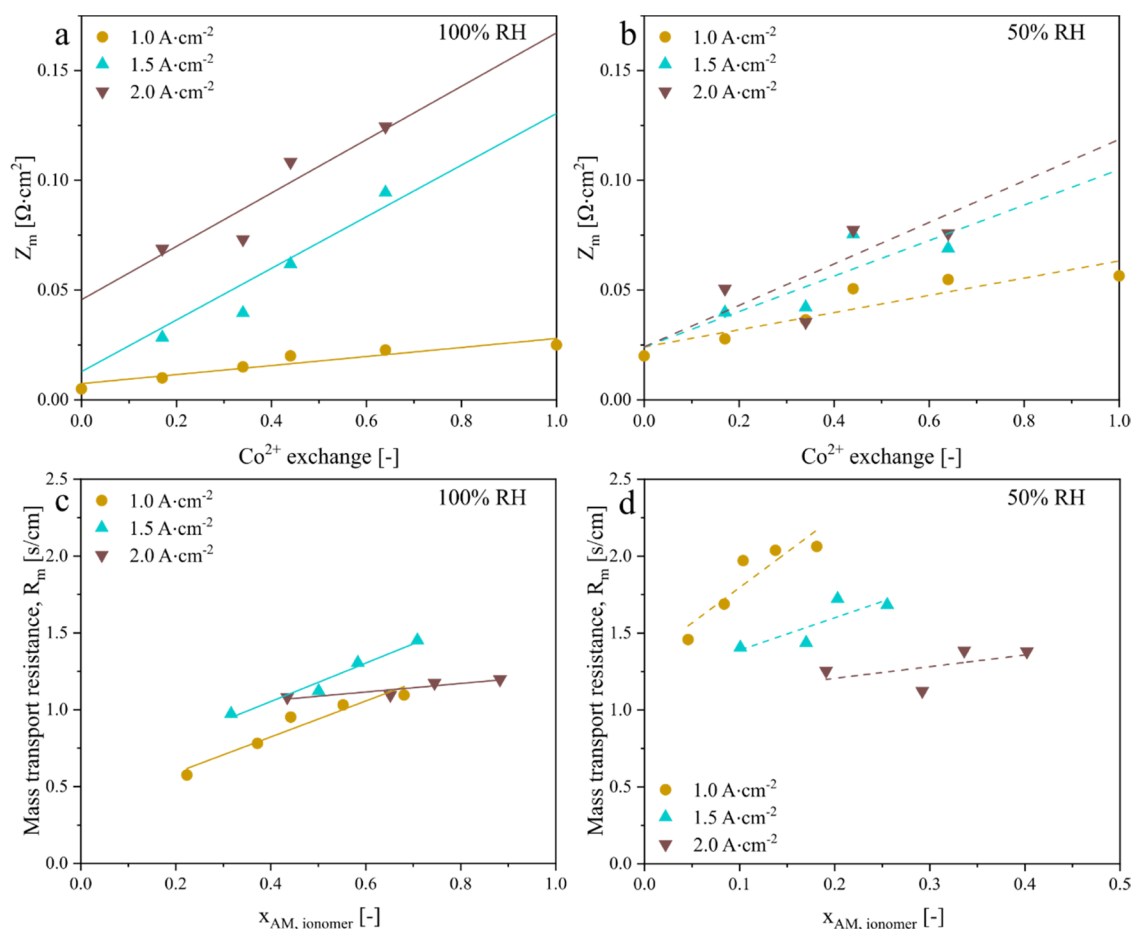 a
100% RH
1.0 A·cm-2
1.5 A·cm-2
2.0 A·cm-2
0.15
0.10
0.05
0.00
Zm [Ω·cm2]
0.0 0.2 0.4 0.6 0.8 1.0
Co2+ exchange [-]
b
50% RH
1.0 A·cm-2
1.5 A·cm-2
2.0 A·cm-2
0.15
0.10
0.05
0.00
Zm [Ω·cm2]
0.0 0.2 0.4 0.6 0.8 1.0
Co2+ exchange [-]
c
100% RH
1.0 A·cm-2
1.5 A·cm-2
2.0 A·cm-2
2.5
2.0
1.5
1.0
0.5
0.0
Mass transport resistance, Rm [s/cm]
0.0 0.2 0.4 0.6 0.8 1.0
xAM, ionomer [-]
d
50% RH
1.0 A·cm-2
1.5 A·cm-2
2.0 A·cm-2
2.5
2.0
1.5
1.0
0.5
0.0
Mass transport resistance, Rm [s/cm]
0.0 0.1 0.2 0.3 0.4 0.5
xAM, ionomer [-]